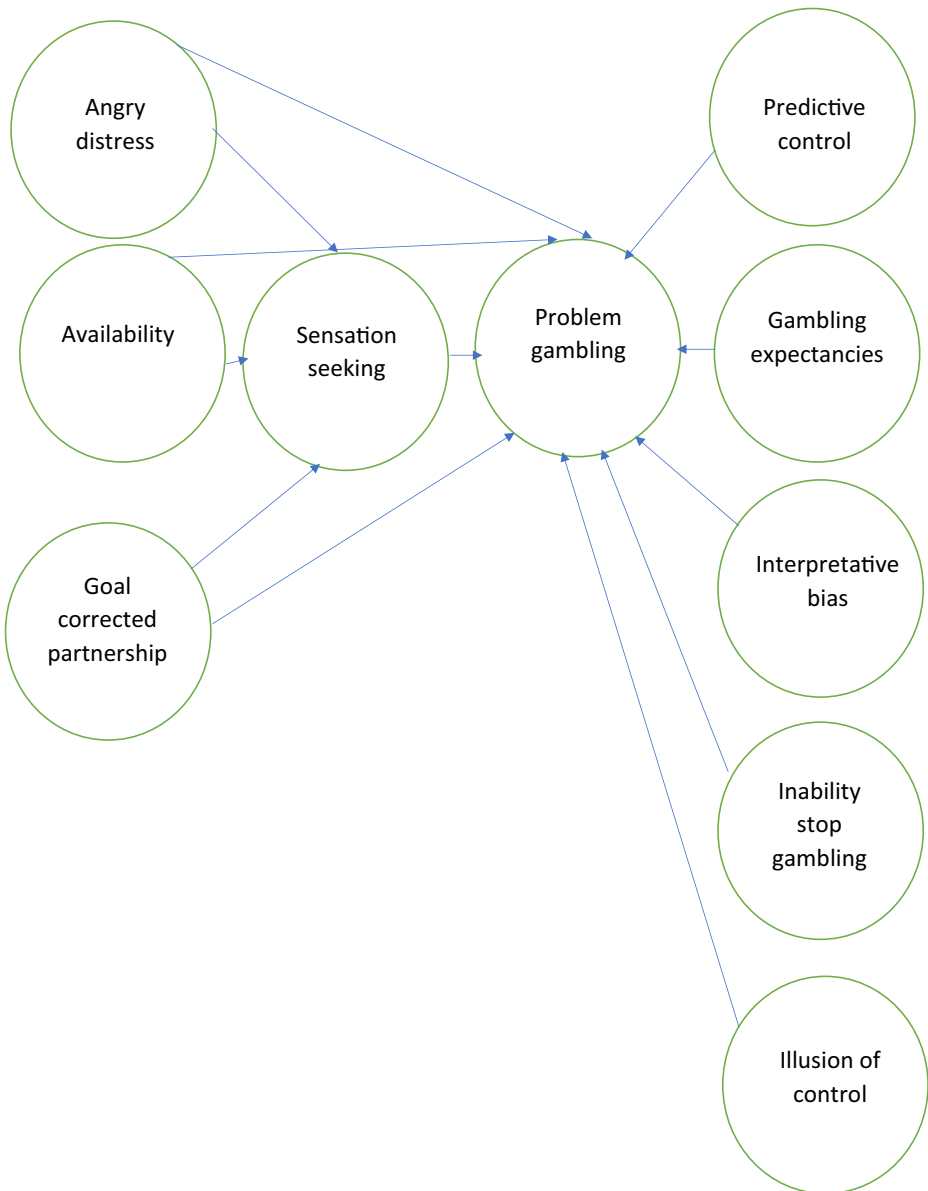 Angry
distress
Predictive
control
Availability
Sensation
seeking
Problem
gambling
Gambling
expectancies
Goal
corrected
partnership
Interpretative
bias
Inability
stop
gambling
Illusion of
control